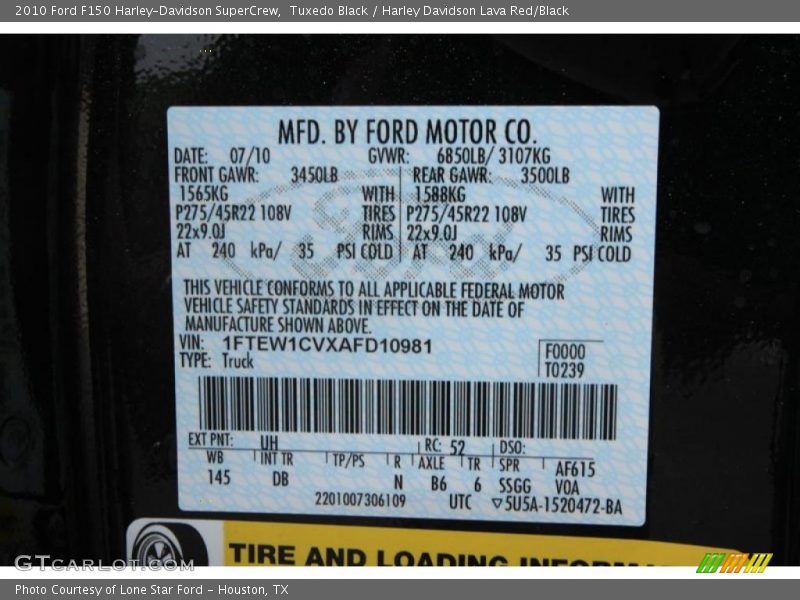 2010 Ford F150 Harley-Davidson SuperCrew,  Tuxedo Black / Harley Davidson Lava Red/Black
MFD. BY FORD MOTOR CO.
DATE: 07/10 GVWR: 6850LB/ 3107KG
FRONT GAWR: 3450LB REAR GAWR: 3500LB
1565KG WITH 1588KG WITH
P275/45R22 108V TIRES P275/45R22 108V TIRES
22x9.0J RIMS 22x9.0J RIMS
AT 240 kPa/ 35 PSI COLD AT 240 kPa/ 35 PSI COLD
THIS VEHICLE CONFORMS TO ALL APPLICABLE FEDERAL MOTOR
VEHICLE SAFETY STANDARDS IN EFFECT ON THE DATE OF
MANUFACTURE SHOWN ABOVE.
VIN: 1FTEW1CVXAFD10981 F0000
TYPE: Truck T0239
EXT PNT: UH RC: 52 DSO:
WB INT TR TP/PS R AXLE TR SPR AF615
145 DB N B6 6 SSGG VOA
2201007306109 UTC ▽5U5A-1520472-BA
TIRE AND LOADING
GTCARLOT.COM
Photo Courtesy of Lone Star Ford - Houston, TX